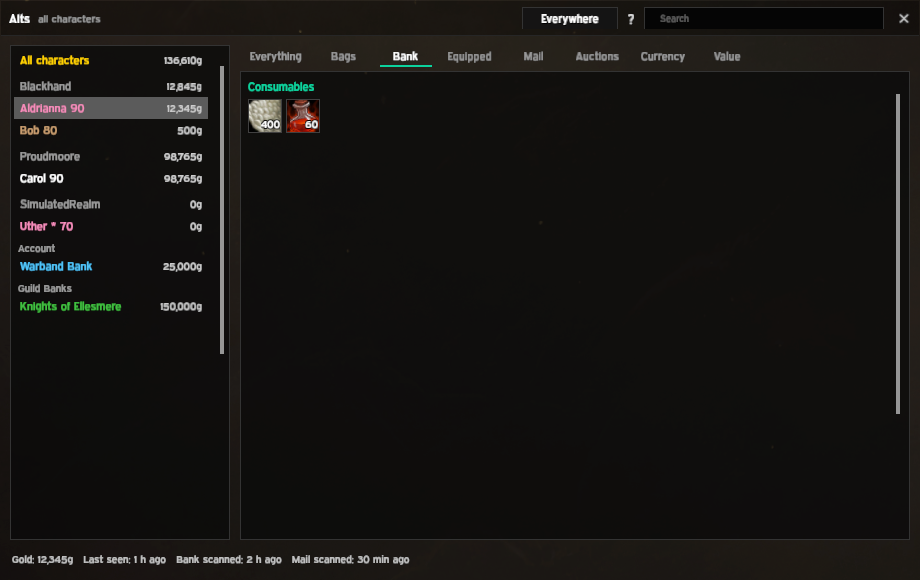 Alts all characters Everywhere ? Search ×
Everything Bags Bank Equipped Mail Auctions Currency Value
All characters 136,610g
Blackhand 12,845g
Aldrianna 90 12,345g
Bob 80 500g
Proudmoore 98,765g
Carol 90 98,765g
SimulatedRealm 0g
Uther * 70 0g
Account
Warband Bank 25,000g
Guild Banks
Knights of Ellesmere 150,000g
Consumables
400 60
Gold: 12,345g Last seen: 1 h ago Bank scanned: 2 h ago Mail scanned: 30 min ago